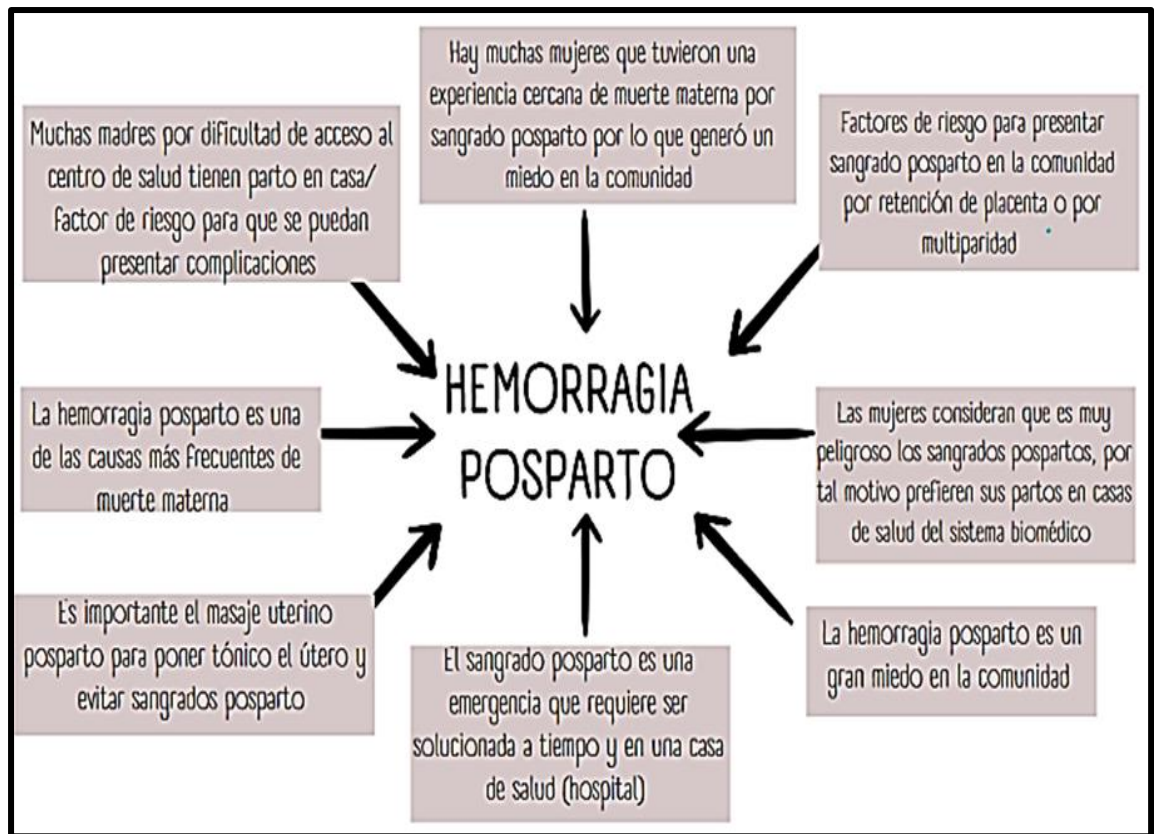 Hay muchas mujeres que tuvieron una
experiencia cercana de muerte materna por
sangrado posparto por lo que generó un
miedo en la comunidad
Muchas madres por dificultad de acceso al
centro de salud tienen parto en casa/
factor de riesgo para que se puedan
presentar complicaciones
Factores de riesgo para presentar
sangrado posparto en la comunidad
por retención de placenta o por
multiparidad
HEMORRAGIA
POSPARTO
La hemorragia posparto es una
de las causas más frecuentes de
muerte materna
Las mujeres consideran que es muy
peligroso los sangrados pospartos, por
tal motivo prefieren sus partos en casas
de salud del sistema biomédico
Es importante el masaje uterino
posparto para poner tónico el útero y
evitar sangrados posparto
El sangrado posparto es una
emergencia que requiere ser
solucionada a tiempo y en una casa
de salud (hospital)
La hemorragia posparto es un
gran miedo en la comunidad